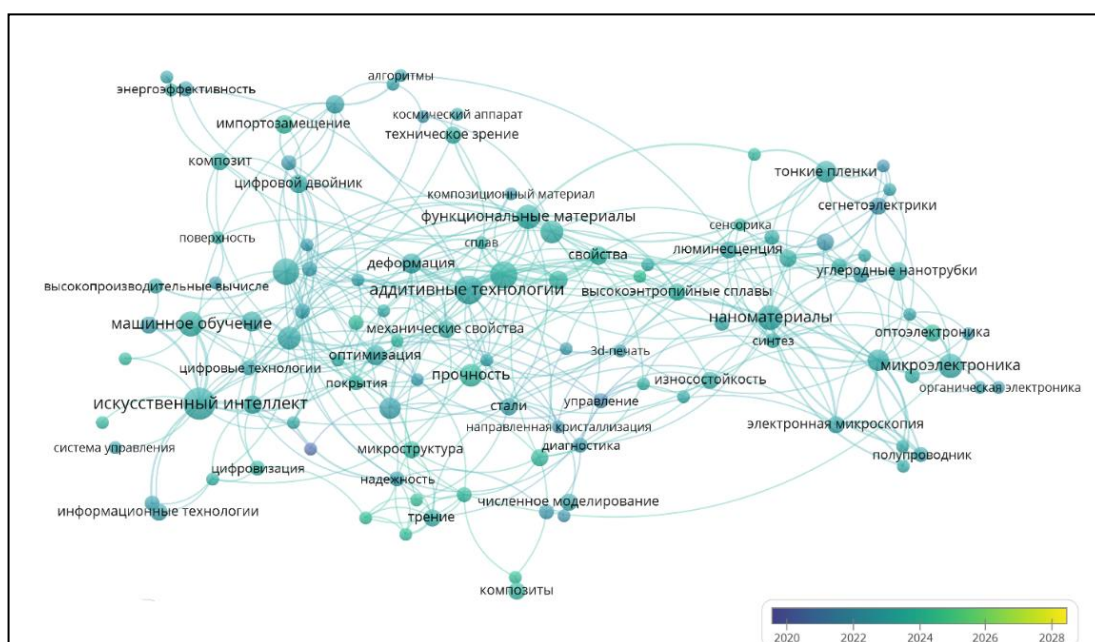 алгоритмы
энергоэффективность
космический аппарат
импортозамещение
техническое зрение
композит
тонкие пленки
цифровой двойник
композиционный материал
сегнетоэлектрики
функциональные материалы
сенсорика
поверхность
сплав
люминесценция
свойства
деформация
углеродные нанотрубки
высокопроизводительные вычисле
аддитивные технологии
высокоэнтропийные сплавы
машинное обучение
механические свойства
наноматериалы
оптоэлектроника
синтез
оптимизация
3d-печать
цифровые технологии
микроэлектроника
покрытия
прочность
износостойкость
органическая электроника
искусственный интеллект
стали
управление
направленная кристаллизация
электронная микроскопия
система управления
микроструктура
диагностика
полупроводник
цифровизация
надежность
численное моделирование
информационные технологии
трение
композиты
2020 2022 2024 2026 2028